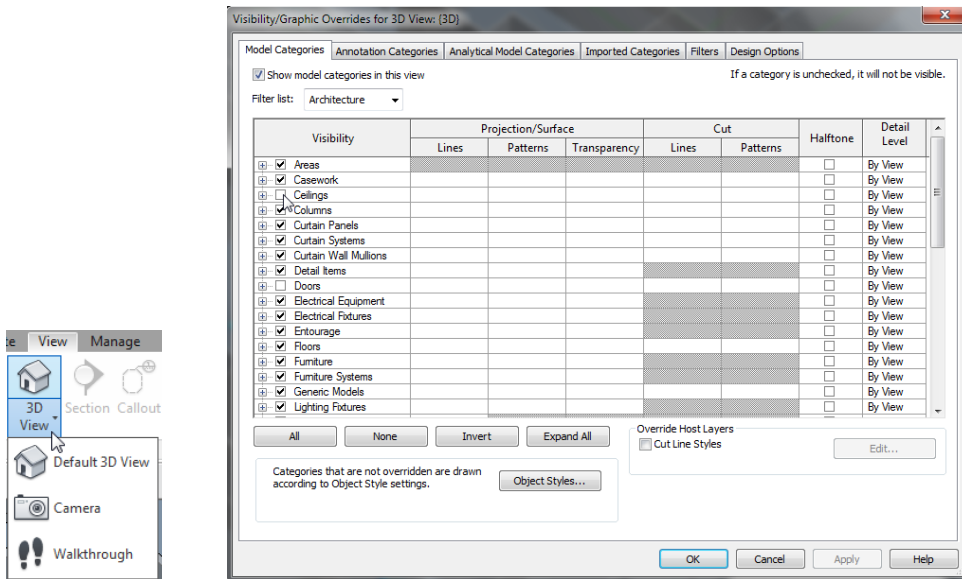 te View Manage
3D View
Section
Callout
Default 3D View
Camera
Walkthrough
Visibility/Graphic Overrides for 3D View: {3D}
Model Categories Annotation Categories Analytical Model Categories Imported Categories Filters Design Options
Show model categories in this view
If a category is unchecked, it will not be visible.
Filter list: Architecture
Visibility Projection/Surface Cut Halftone Detail Level
Lines Patterns Transparency Lines Patterns
Areas By View
Casework By View
Ceilings By View
Columns By View
Curtain Panels By View
Curtain Systems By View
Curtain Wall Mullions By View
Detail Items By View
Doors By View
Electrical Equipment By View
Electrical Fixtures By View
Entourage By View
Floors By View
Furniture By View
Furniture Systems By View
Generic Models By View
Lighting Fixtures By View
All None Invert Expand All
Override Host Layers
Cut Line Styles
Edit...
Categories that are not overridden are drawn
according to Object Style settings.
Object Styles...
OK Cancel Apply Help